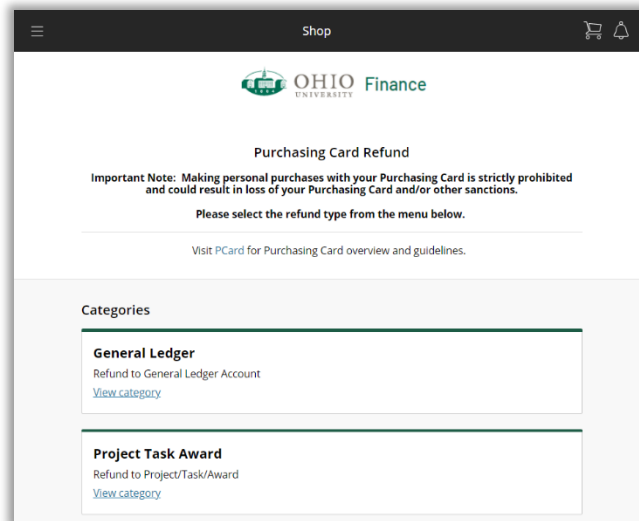 Shop
OHIO
UNIVERSITY
Finance
Purchasing Card Refund
Important Note: Making personal purchases with your Purchasing Card is strictly prohibited
and could result in loss of your Purchasing Card and/or other sanctions.
Please select the refund type from the menu below.
Visit PCard for Purchasing Card overview and guidelines.
Categories
General Ledger
Refund to General Ledger Account
View category
Project Task Award
Refund to Project/Task/Award
View category